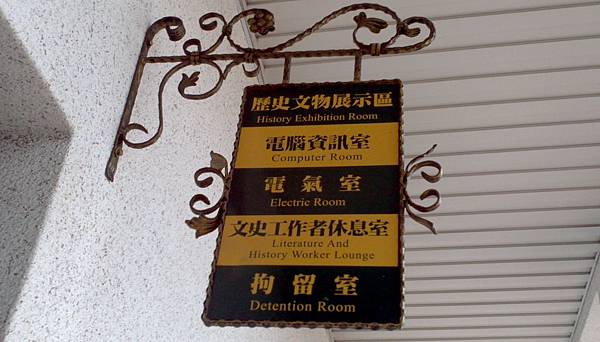 歷史文物展示區
History Exhibition Room
電腦資訊室
Computer Room
電氣室
Electric Room
文史工作者休息室
Literature And
History Worker Lounge
拘留室
Detention Room